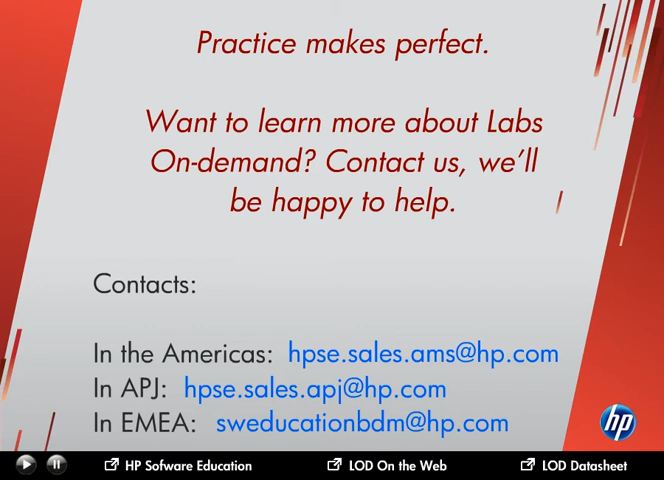 Practice makes perfect.
Want to learn more about Labs
On-demand? Contact us, we'll
be happy to help.
Contacts:
In the Americas: hpse.sales.ams@hp.com
In APJ: hpse.sales.apj@hp.com
In EMEA: sweducationbdm@hp.com
hp
HP Sofware Education
LOD On the Web
LOD Datasheet